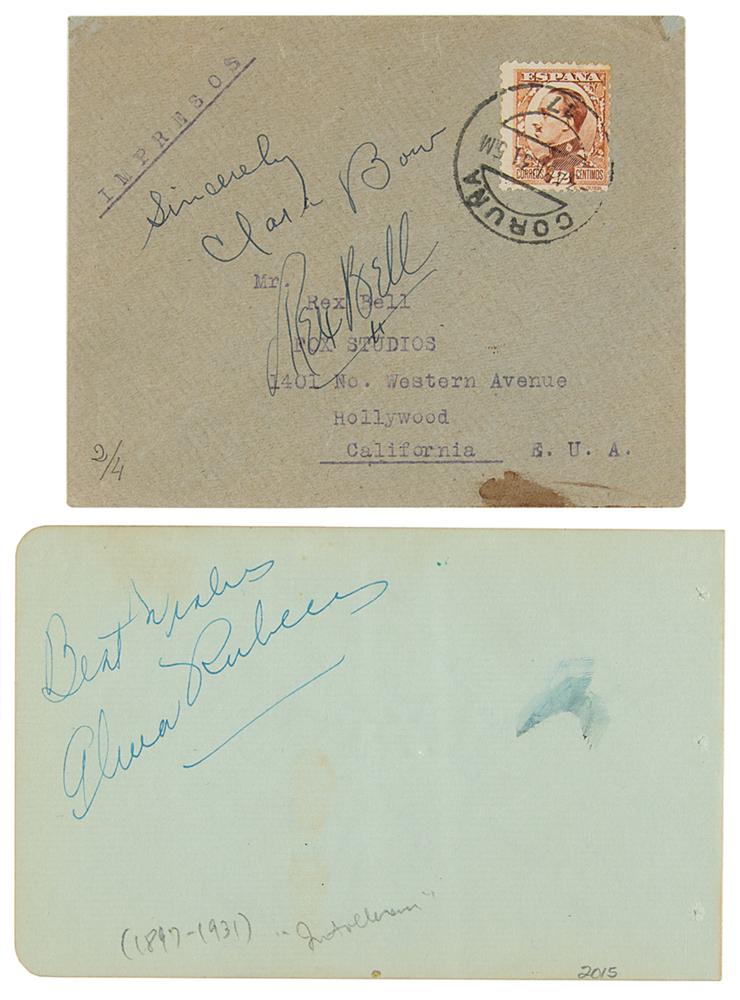 IMPRESOS
ESPAÑA
CORREOS CENTIMOS
CORUÑA
Sincerely
Clara Bow
Rex Bell
Mr. Rex Bell
FOX STUDIOS
1401 No. Western Avenue
Hollywood
California E. U. A.
2/4
Best Wishes
Alma Rubens
(1897-1931) "Intolerance"
2015